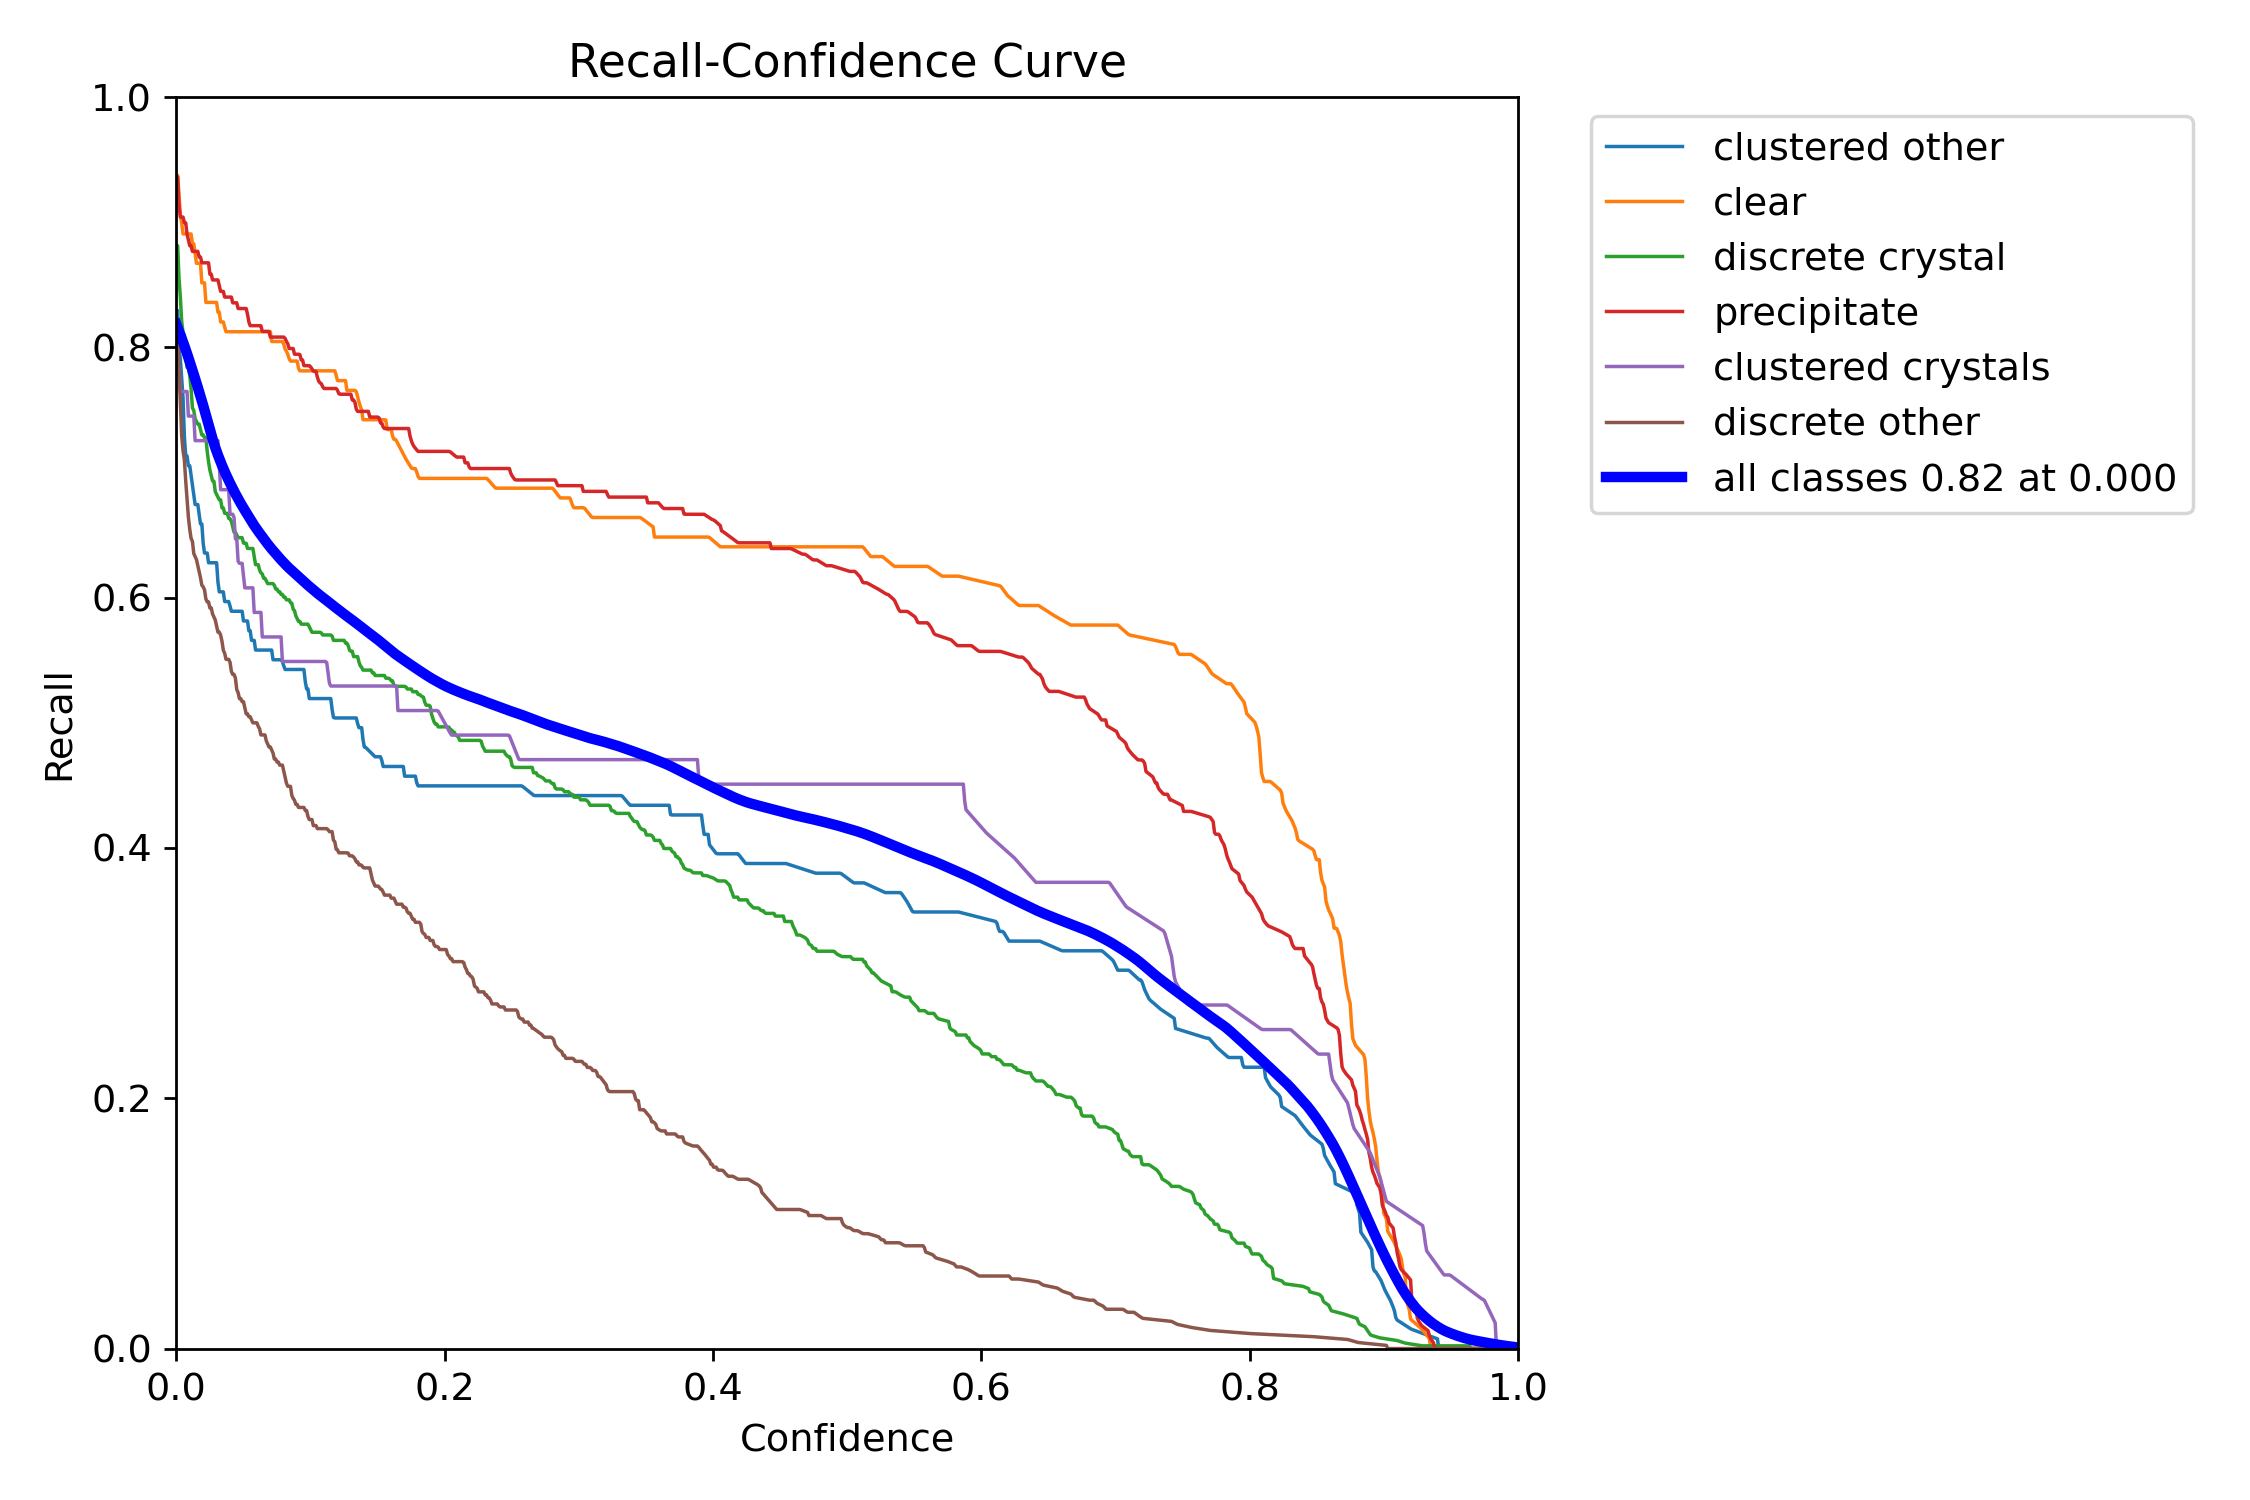 Recall-Confidence Curve
1.0
0.8
0.6
0.4
0.2
0.0
Recall
0.0 0.2 0.4 0.6 0.8 1.0
Confidence
clustered other
clear
discrete crystal
precipitate
clustered crystals
discrete other
all classes 0.82 at 0.000